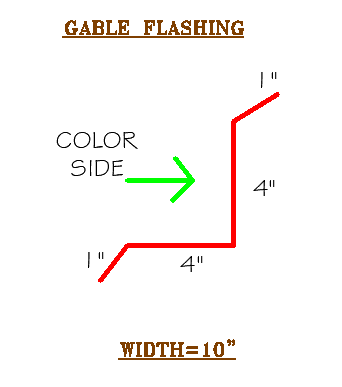 GABLE FLASHING
1"
COLOR
SIDE
4"
1"
4"
WIDTH=10"